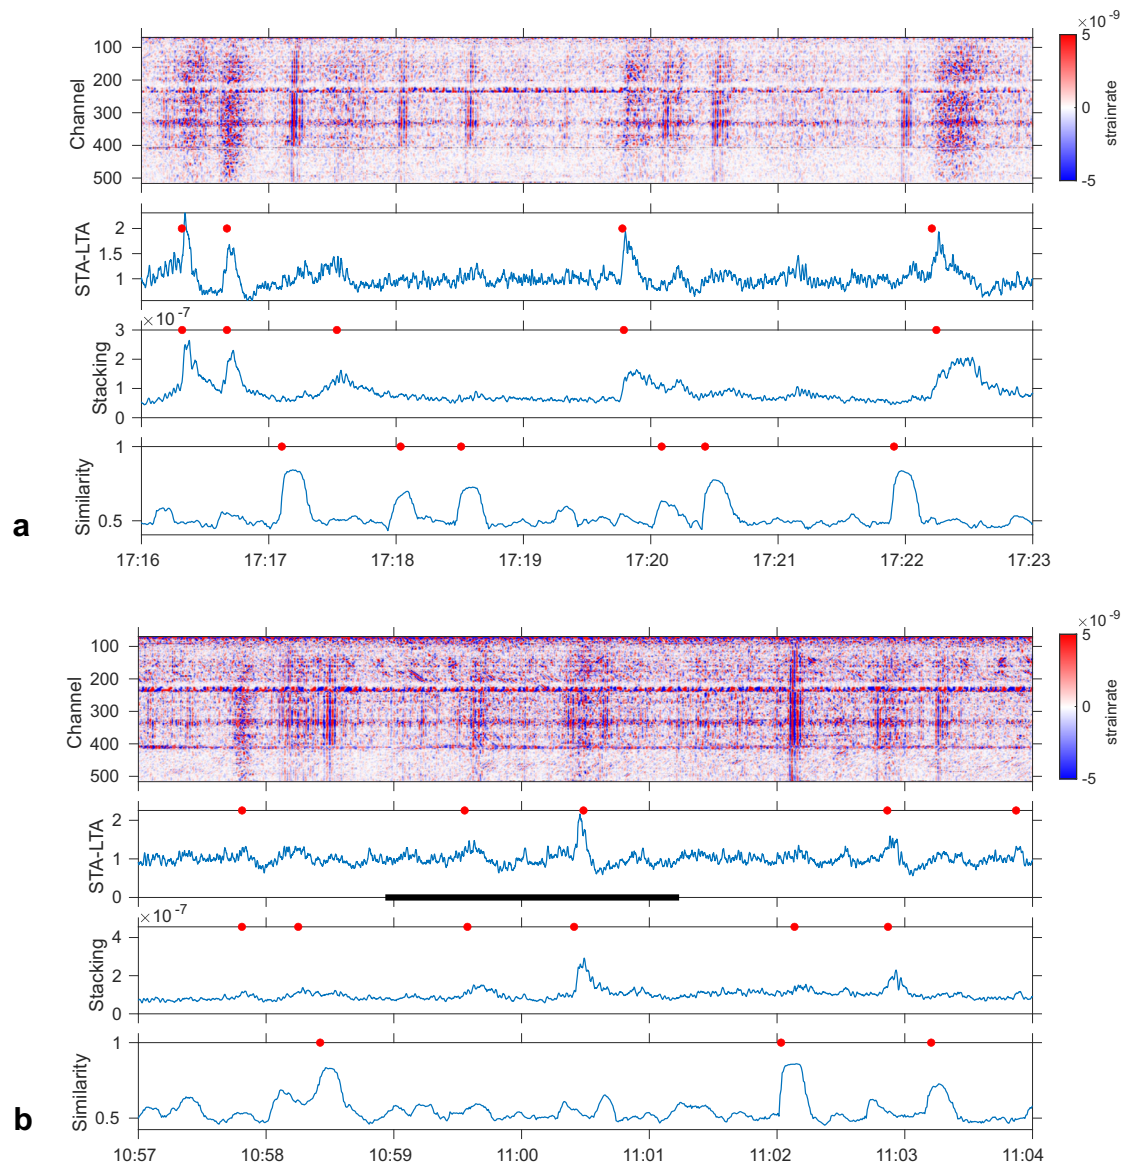 ×10⁻⁹
5
0
-5
strainrate
Channel
100
200
300
400
500
STA-LTA
2
1.5
1
×10⁻⁷
Stacking
3
2
1
0
Similarity
1
0.5
a
17:16 17:17 17:18 17:19 17:20 17:21 17:22 17:23
×10⁻⁹
5
0
-5
strainrate
Channel
100
200
300
400
500
STA-LTA
2
1
0
×10⁻⁷
Stacking
4
2
0
Similarity
1
0.5
b
10:57 10:58 10:59 11:00 11:01 11:02 11:03 11:04